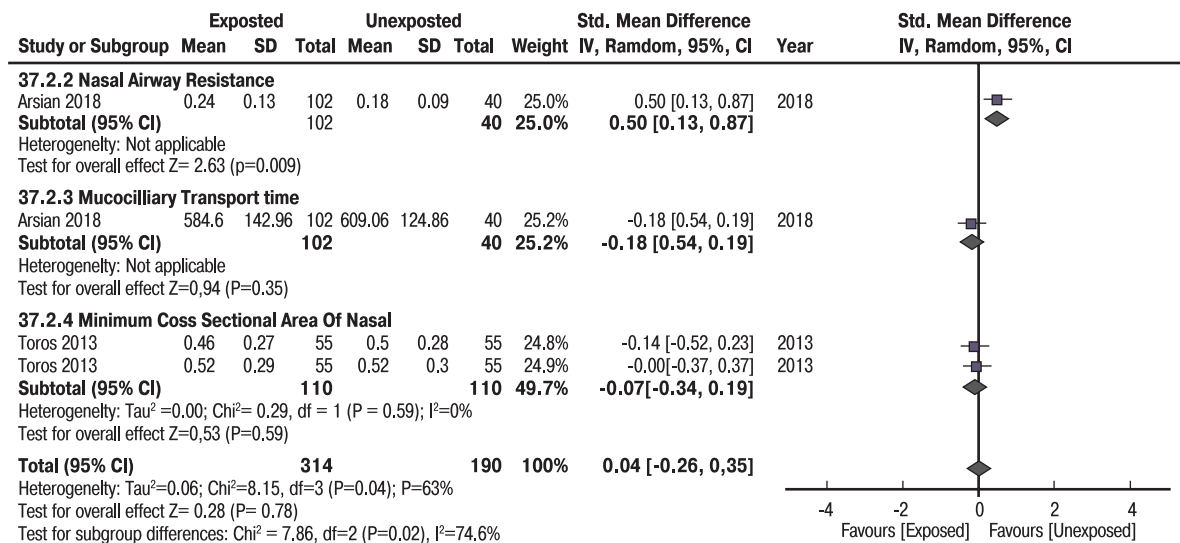 Exposted Unexposted Std. Mean Difference Std. Mean Difference
Study or Subgroup Mean SD Total Mean SD Total Weight IV, Ramdom, 95%, CI Year IV, Ramdom, 95%, CI
37.2.2 Nasal Airway Resistance
Arsian 2018 0.24 0.13 102 0.18 0.09 40 25.0% 0.50 [0.13, 0.87] 2018
Subtotal (95% CI) 102 40 25.0% 0.50 [0.13, 0.87]
Heterogenelty: Not applicable
Test for overall effect Z= 2.63 (p=0.009)
37.2.3 Mucocilliary Transport time
Arsian 2018 584.6 142.96 102 609.06 124.86 40 25.2% -0.18 [0.54, 0.19] 2018
Subtotal (95% CI) 102 40 25.2% -0.18 [0.54, 0.19]
Heterogenelty: Not applicable
Test for overall effect Z=0,94 (P=0.35)
37.2.4 Minimum Coss Sectional Area Of Nasal
Toros 2013 0.46 0.27 55 0.5 0.28 55 24.8% -0.14 [-0.52, 0.23] 2013
Toros 2013 0.52 0.29 55 0.52 0.3 55 24.9% -0.00[-0.37, 0.37] 2013
Subtotal (95% CI) 110 110 49.7% -0.07[-0.34, 0.19]
Heterogenelty: Tau² =0.00; Chi²= 0.29, df = 1 (P = 0.59); I²=0%
Test for overall effect Z=0,53 (P=0.59)
Total (95% CI) 314 190 100% 0.04 [-0.26, 0,35]
Heterogenelty: Tau²=0.06; Chi²=8.15, df=3 (P=0.04); P=63%
Test for overall effect Z= 0.28 (P= 0.78)
Test for subgroup differences: Chi² = 7.86, df=2 (P=0.02), I²=74.6%
-4 -2 0 2 4
Favours [Exposed] Favours [Unexposed]